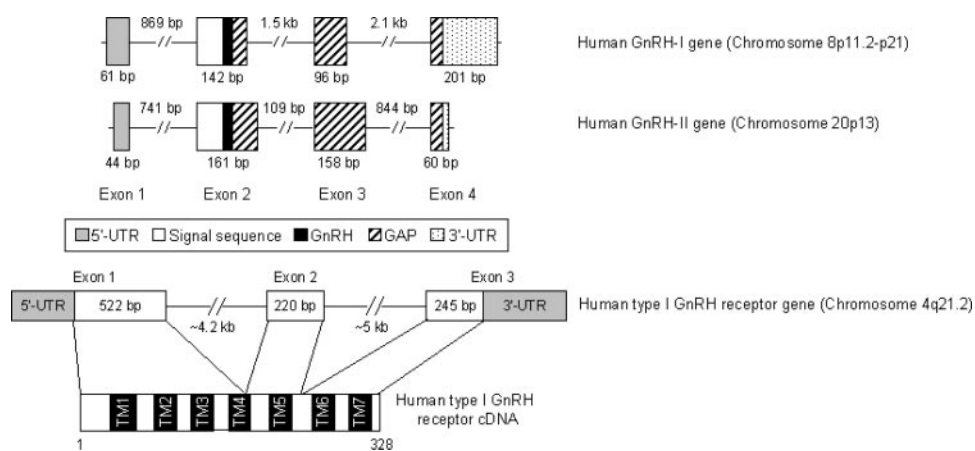 869 bp 1.5 kb 2.1 kb
Human GnRH-I gene (Chromosome 8p11.2-p21)
61 bp 142 bp 96 bp 201 bp
741 bp 109 bp 844 bp
Human GnRH-II gene (Chromosome 20p13)
44 bp 161 bp 158 bp 60 bp
Exon 1 Exon 2 Exon 3 Exon 4
5'-UTR Signal sequence GnRH GAP 3'-UTR
Exon 1 Exon 2 Exon 3
5'-UTR 522 bp 220 bp 245 bp 3'-UTR Human type I GnRH receptor gene (Chromosome 4q21.2)
~4.2 kb ~5 kb
TM1 TM2 TM3 TM4 TM5 TM6 TM7
Human type I GnRH
receptor cDNA
1 328